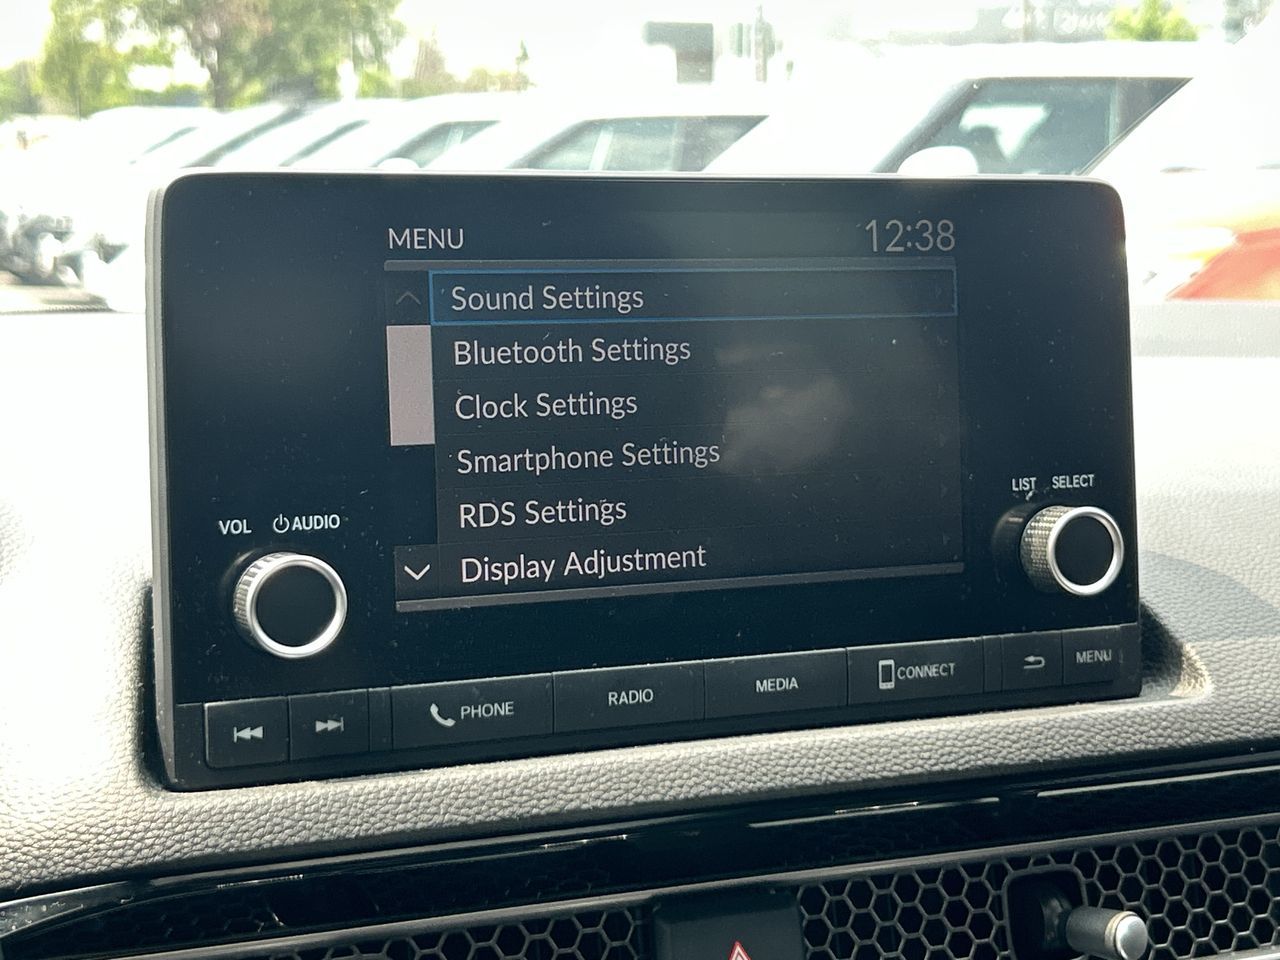 MENU 12:38
Sound Settings
Bluetooth Settings
Clock Settings
Smartphone Settings
RDS Settings
Display Adjustment
VOL AUDIO
LIST SELECT
PHONE
RADIO
MEDIA
CONNECT
MENU